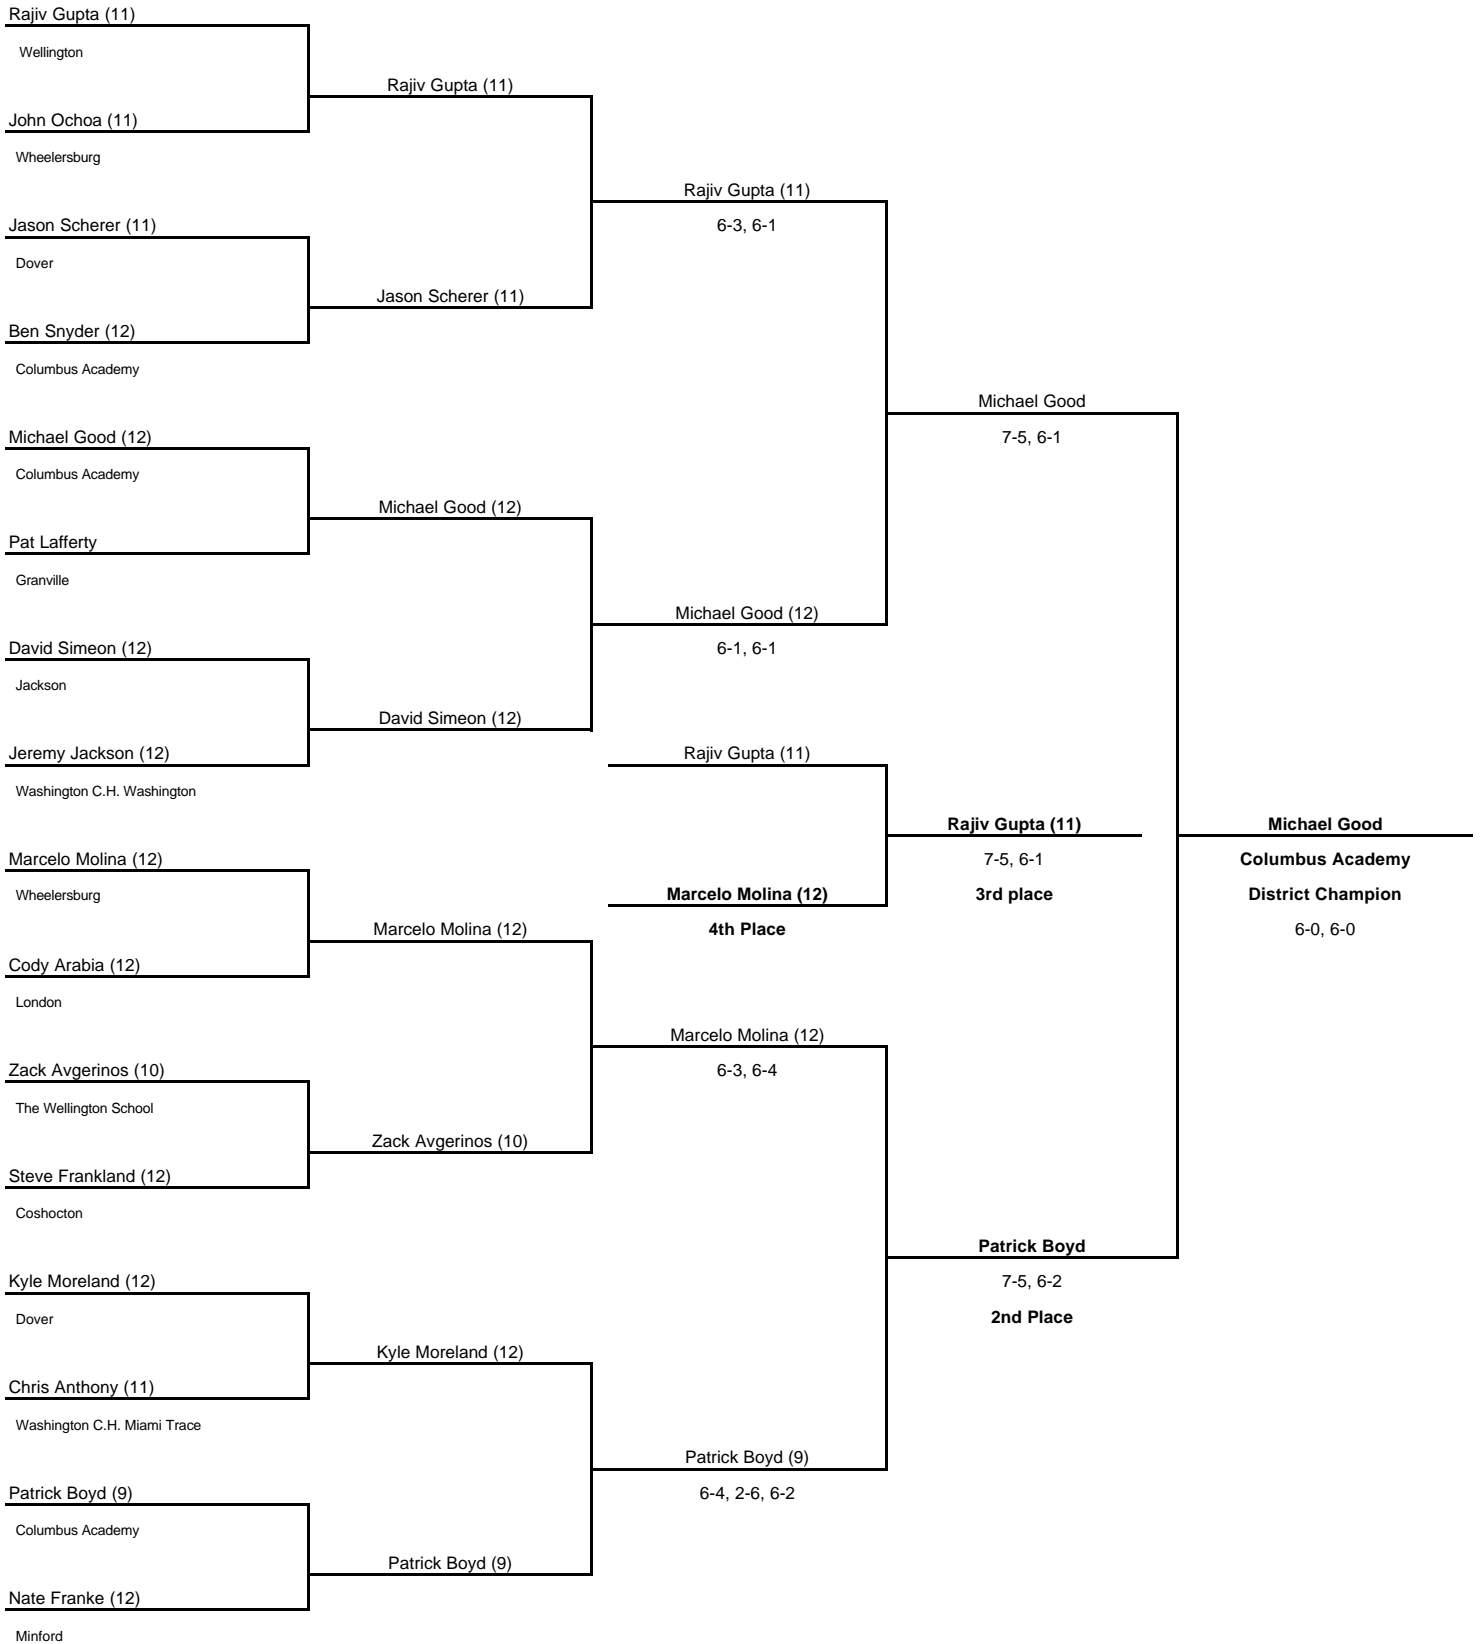 Rajiv Gupta (11)
Wellington
John Ochoa (11)
Wheelersburg
Jason Scherer (11)
Dover
Ben Snyder (12)
Columbus Academy
Michael Good (12)
Columbus Academy
Pat Lafferty
Granville
David Simeon (12)
Jackson
Jeremy Jackson (12)
Washington C.H. Washington
Marcelo Molina (12)
Wheelersburg
Cody Arabia (12)
London
Zack Avgerinos (10)
The Wellington School
Steve Frankland (12)
Coshocton
Kyle Moreland (12)
Dover
Chris Anthony (11)
Washington C.H. Miami Trace
Patrick Boyd (9)
Columbus Academy
Nate Franke (12)
Minford
Rajiv Gupta (11)
Jason Scherer (11)
Michael Good (12)
David Simeon (12)
Marcelo Molina (12)
Zack Avgerinos (10)
Kyle Moreland (12)
Patrick Boyd (9)
Rajiv Gupta (11)
6-3, 6-1
Michael Good (12)
6-1, 6-1
Rajiv Gupta (11)
Marcelo Molina (12)
4th Place
Marcelo Molina (12)
6-3, 6-4
Patrick Boyd (9)
6-4, 2-6, 6-2
Michael Good
7-5, 6-1
Rajiv Gupta (11)
7-5, 6-1
3rd place
Patrick Boyd
7-5, 6-2
2nd Place
Michael Good
Columbus Academy
District Champion
6-0, 6-0